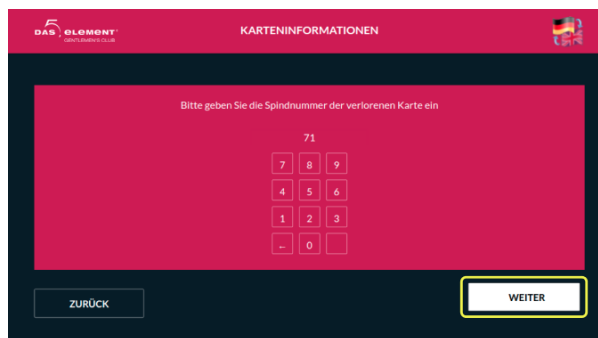 5
DAS element
GENTLEMEN'S CLUB
KARTENINFORMATIONEN
Bitte geben Sie die Spindnummer der verlorenen Karte ein
71
7 8 9
4 5 6
1 2 3
← 0
ZURÜCK
WEITER